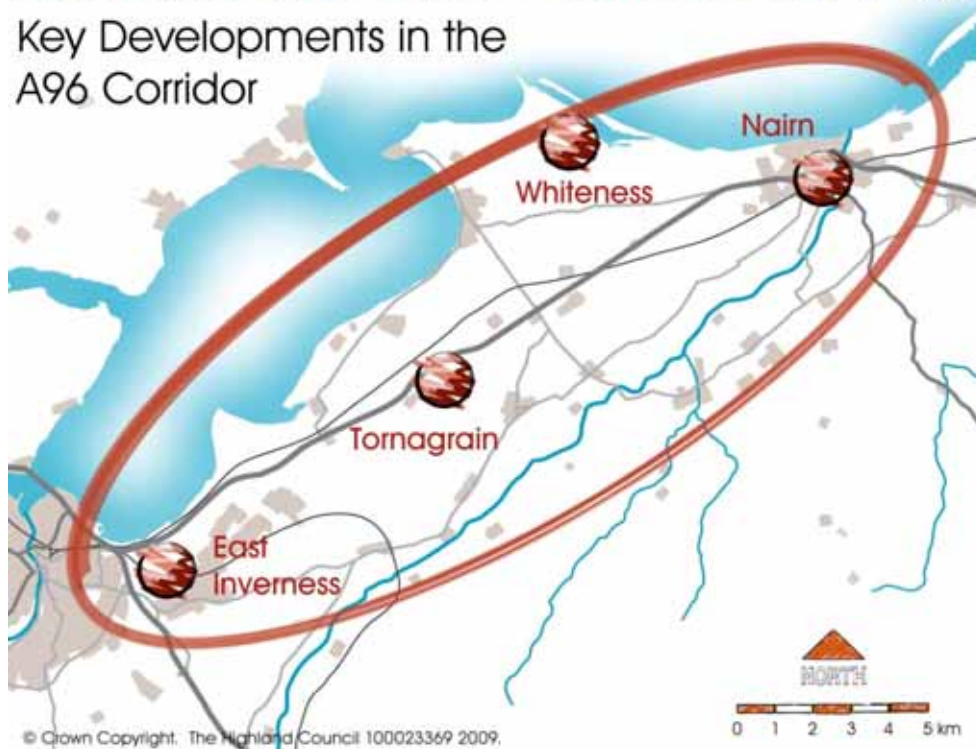 Key Developments in the
A96 Corridor
Nairn
Whiteness
Tornagrain
East
Inverness
NORTH
0 1 2 3 4 5 km
© Crown Copyright. The Highland Council 100023369 2009.